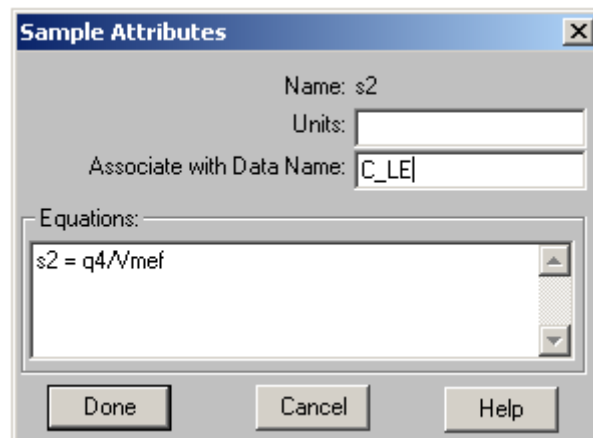 Sample Attributes
Name: s2
Units:
Associate with Data Name: C_LE
Equations:
s2 = q4/Vmef
Done Cancel Help